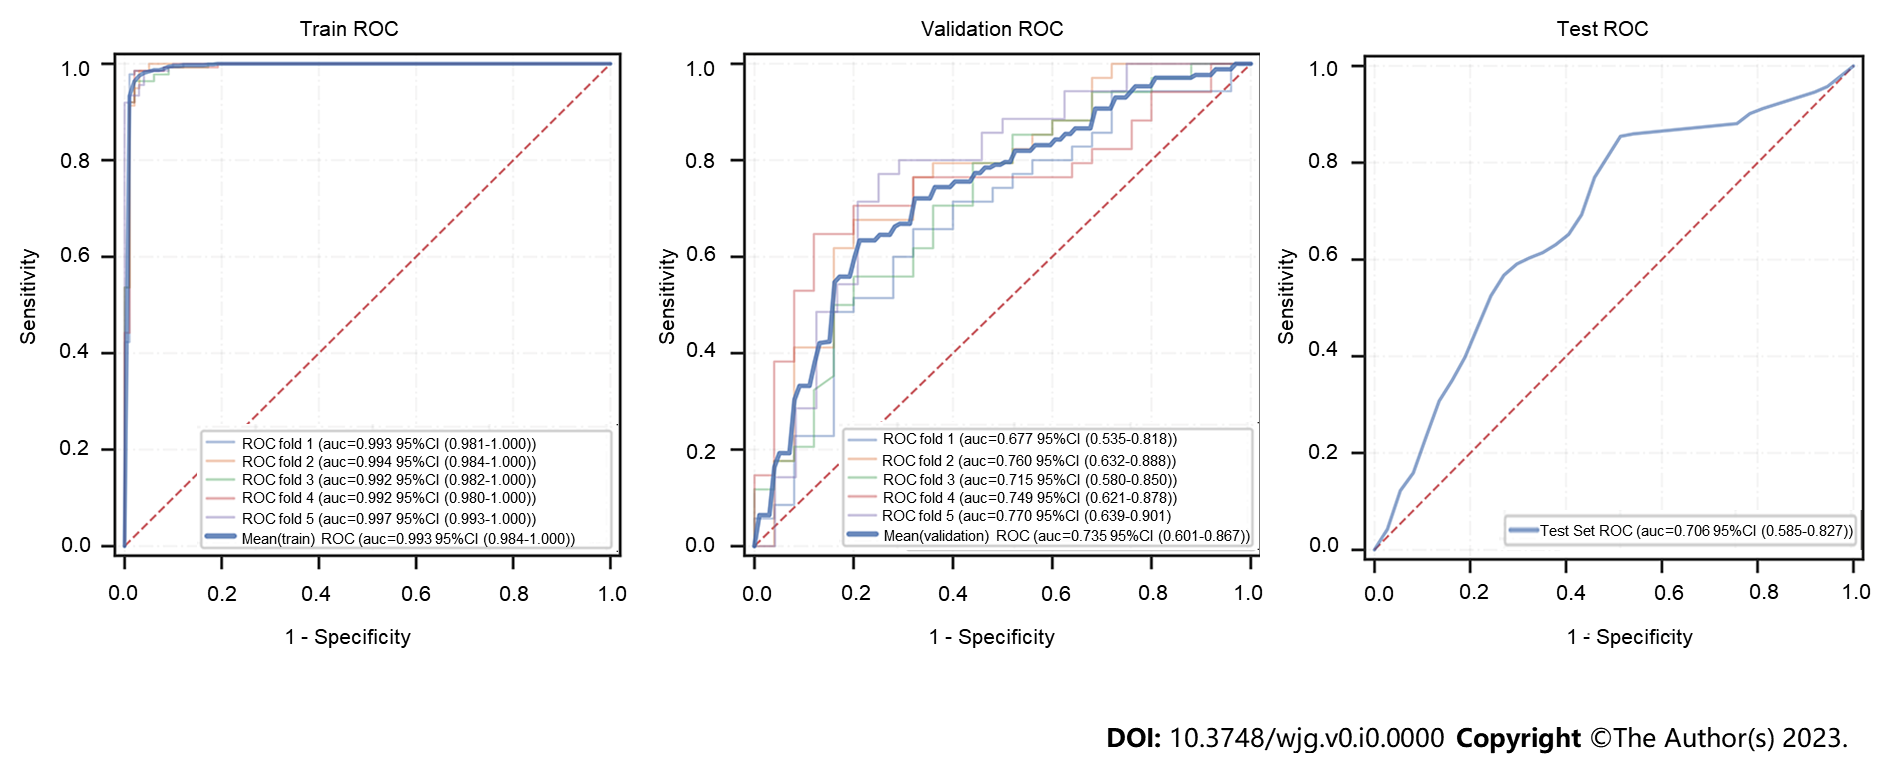 Train ROC
Sensitivity
1.0
0.8
0.6
0.4
0.2
0.0
ROC fold 1 (auc=0.993 95%CI (0.981-1.000))
ROC fold 2 (auc=0.994 95%CI (0.984-1.000))
ROC fold 3 (auc=0.992 95%CI (0.982-1.000))
ROC fold 4 (auc=0.992 95%CI (0.980-1.000))
ROC fold 5 (auc=0.997 95%CI (0.993-1.000))
Mean(train) ROC (auc=0.993 95%CI (0.984-1.000))
0.0 0.2 0.4 0.6 0.8 1.0
1 - Specificity
Validation ROC
Sensitivity
1.0
0.8
0.6
0.4
0.2
0.0
ROC fold 1 (auc=0.677 95%CI (0.535-0.818))
ROC fold 2 (auc=0.760 95%CI (0.632-0.888))
ROC fold 3 (auc=0.715 95%CI (0.580-0.850))
ROC fold 4 (auc=0.749 95%CI (0.621-0.878))
ROC fold 5 (auc=0.770 95%CI (0.639-0.901)
Mean(validation) ROC (auc=0.735 95%CI (0.601-0.867))
0.0 0.2 0.4 0.6 0.8 1.0
1 - Specificity
Test ROC
Sensitivity
1.0
0.8
0.6
0.4
0.2
0.0
Test Set ROC (auc=0.706 95%CI (0.585-0.827))
0.0 0.2 0.4 0.6 0.8 1.0
1 - Specificity
DOI: 10.3748/wjg.v0.i0.0000 Copyright ©The Author(s) 2023.